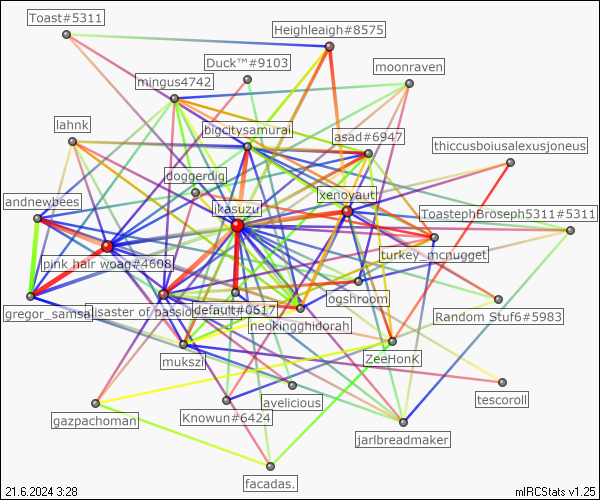 Toast#5311
Heighleaigh#8575
Duck™#9103
moonraven
mingus4742
lahnk
bigcitysamurai
asad#6947
thiccusboiusalexusjoneus
doggerdjg
xenoyaut
andnewbees
jkasuzu
ToastephBroseph5311#5311
pink hair woag#4608
turkey_mcnugget
gregor_samsa
disaster of passion
default#0617
ogshroom
neokingghidorah
Random Stuf6#5983
mukszi
ZeeHonK
avelicious
tescoroll
gazpachoman
Knowun#6424
jarlbreadmaker
facadas.
21.6.2024 3:28
mIRCStats v1.25